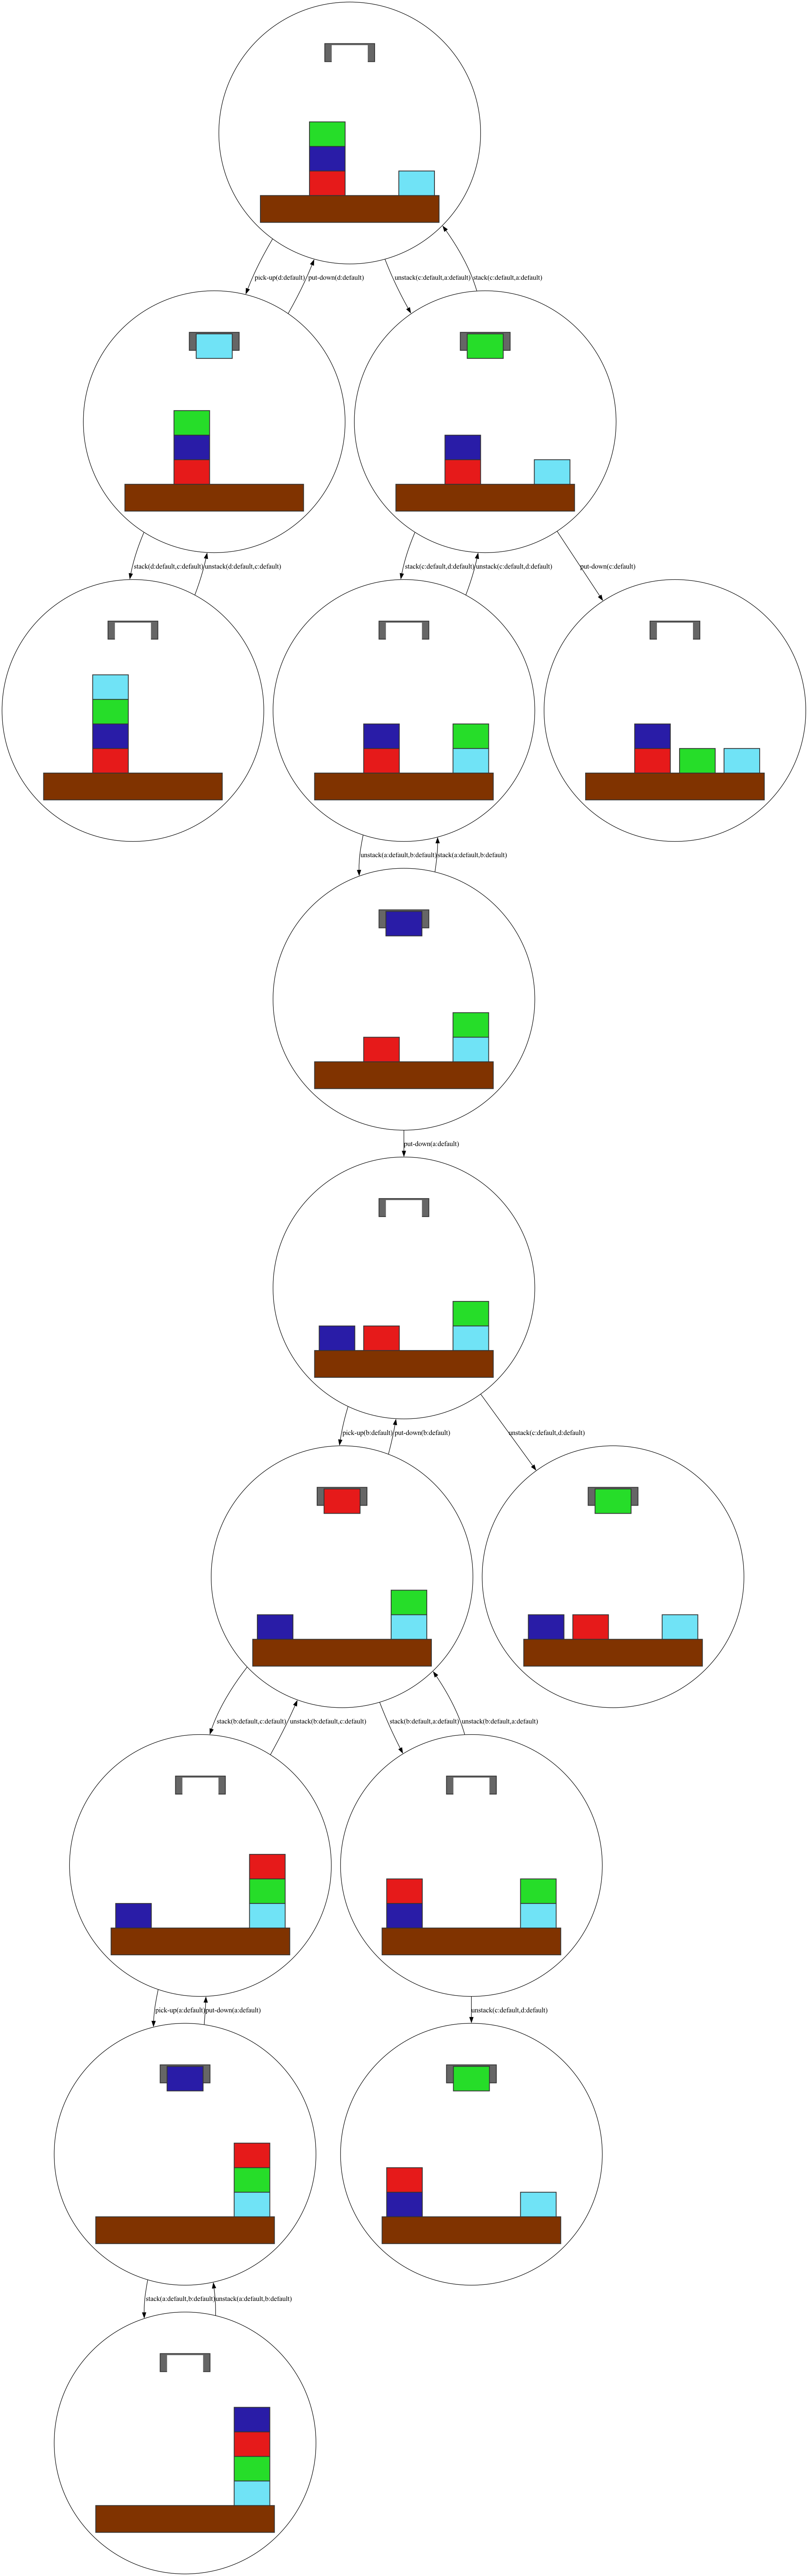 pick-up(d:default) put-down(d:default) unstack(c:default,a:default) stack(c:default,a:default)
stack(d:default,c:default) unstack(d:default,c:default) stack(c:default,d:default) unstack(c:default,d:default) put-down(c:default)
unstack(a:default,b:default) stack(a:default,b:default)
put-down(a:default)
pick-up(b:default) put-down(b:default) unstack(c:default,d:default)
stack(b:default,c:default) unstack(b:default,c:default) stack(b:default,a:default) unstack(b:default,a:default)
pick-up(a:default) put-down(a:default) unstack(c:default,d:default)
stack(a:default,b:default) unstack(a:default,b:default)